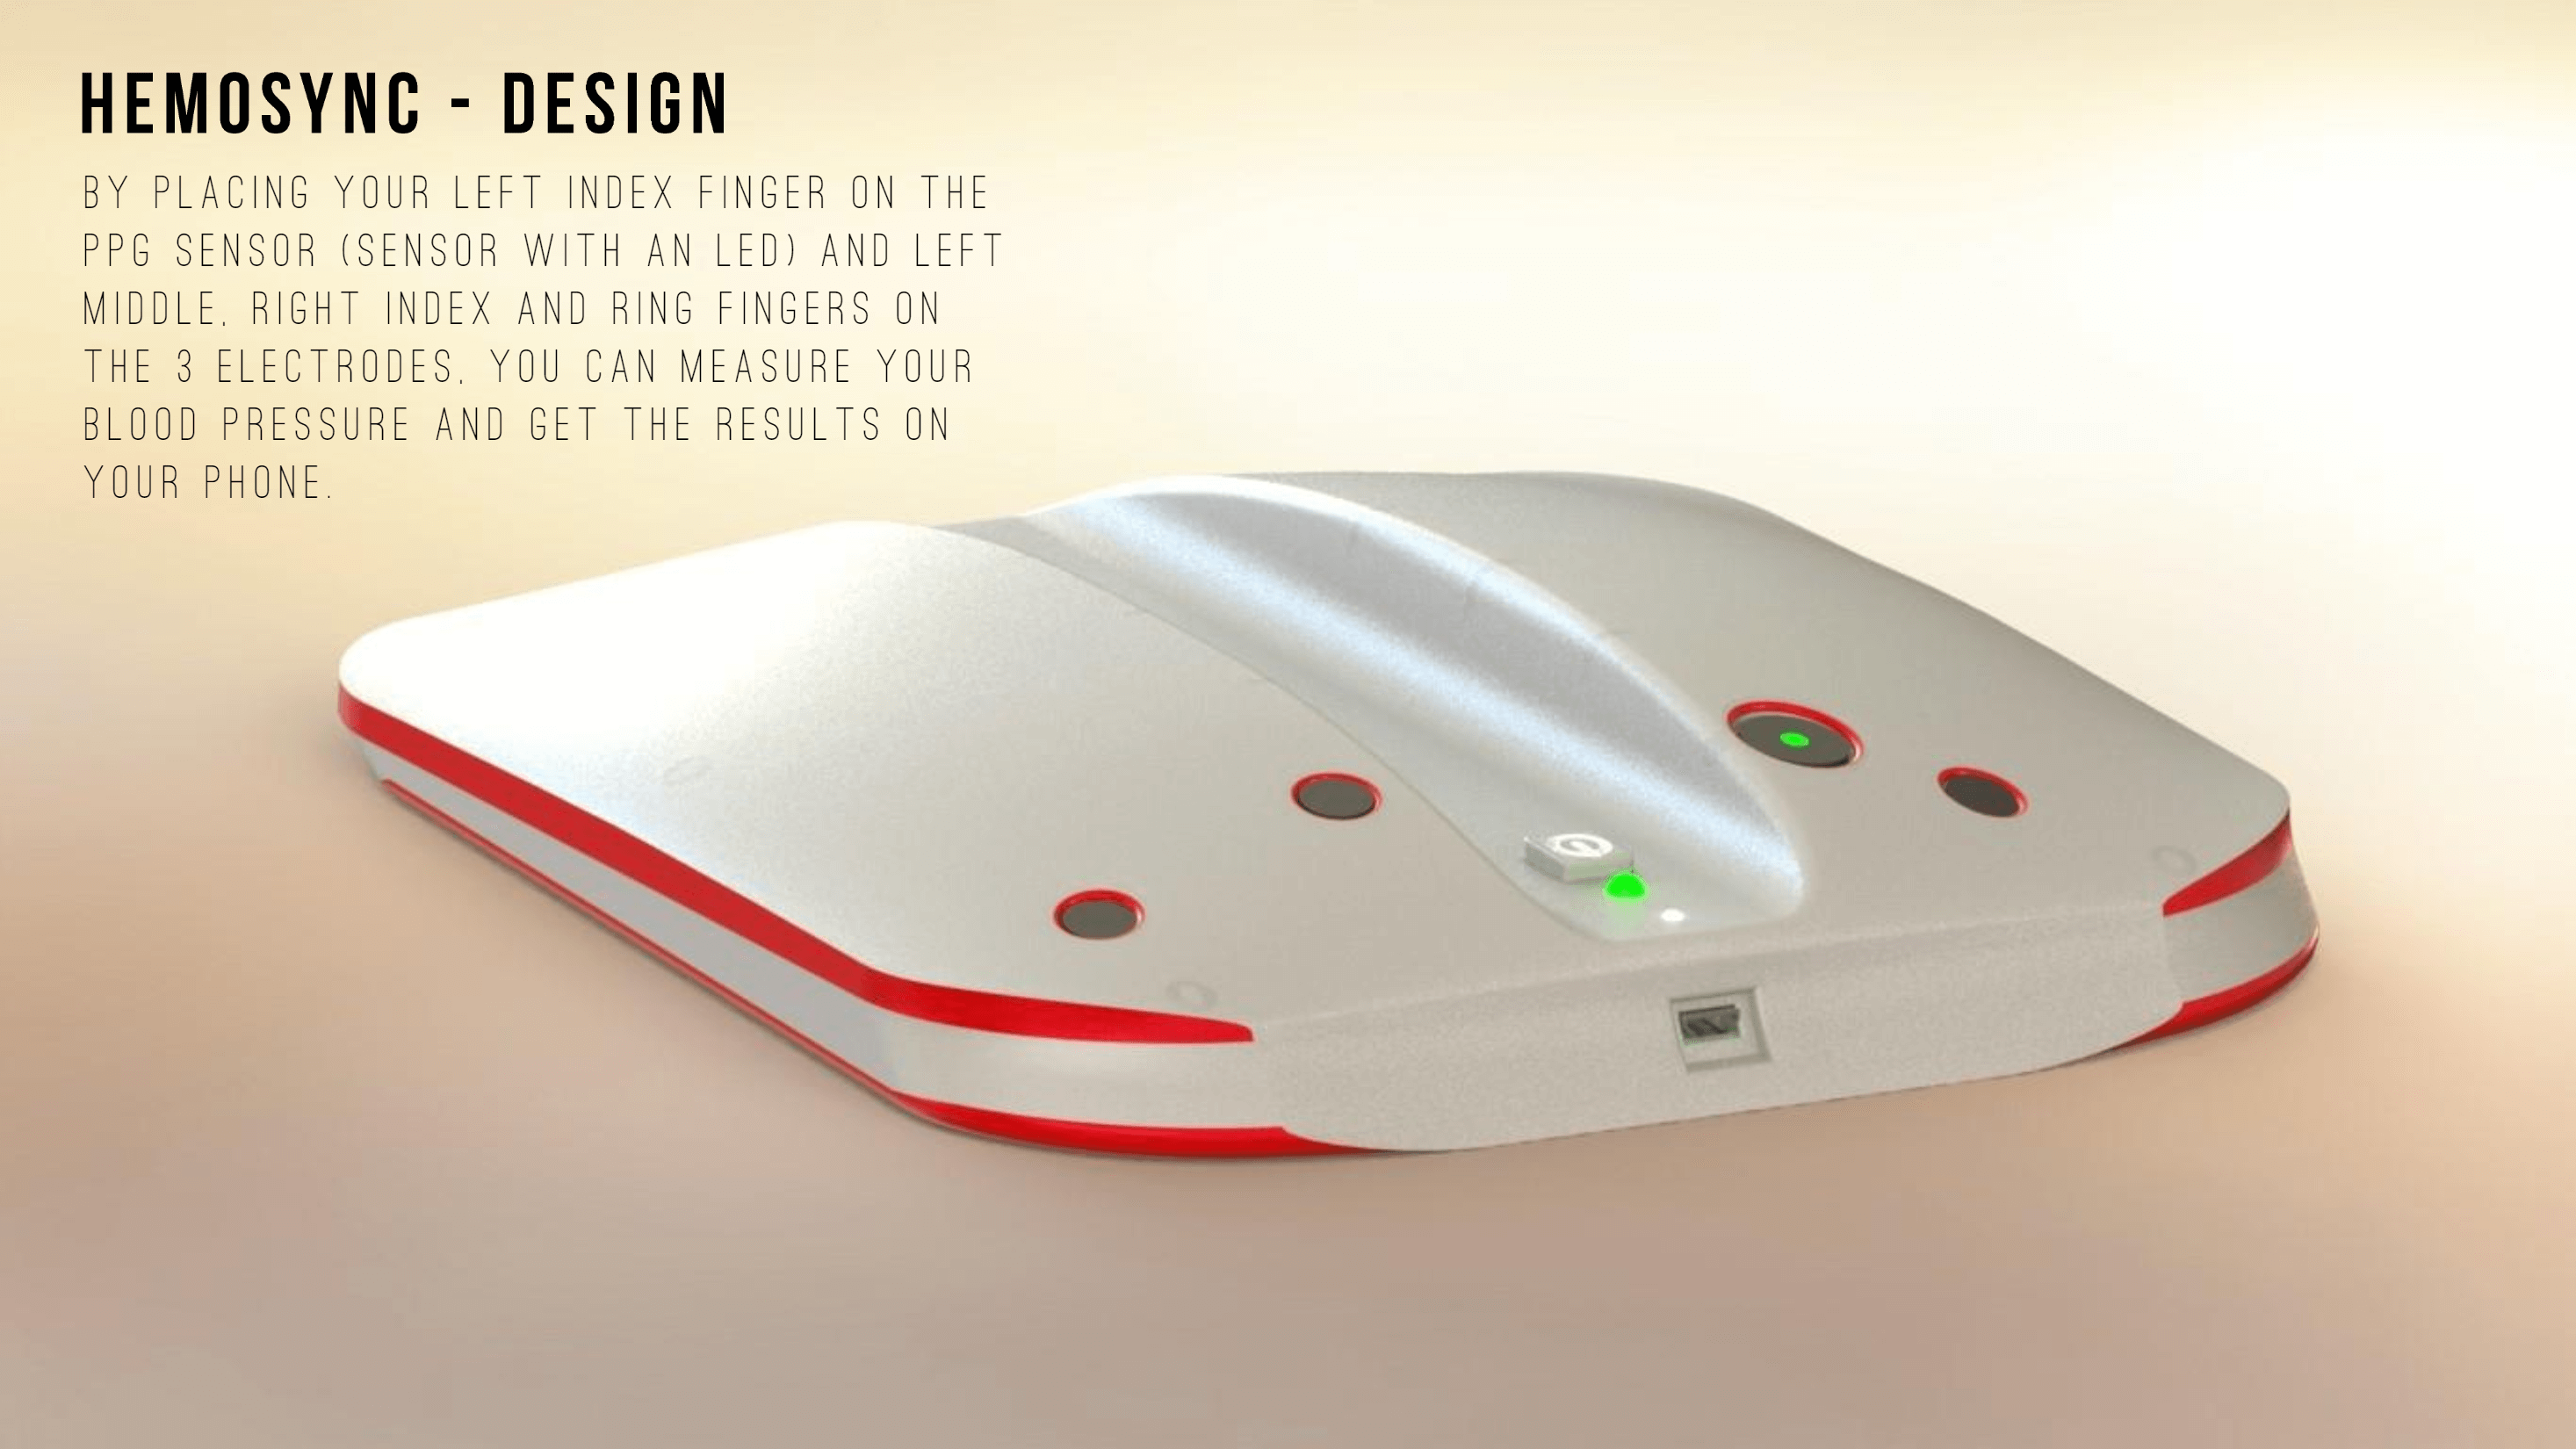 HEMOSYNC - DESIGN
BY PLACING YOUR LEFT INDEX FINGER ON THE
PPG SENSOR (SENSOR WITH AN LED) AND LEFT
MIDDLE, RIGHT INDEX AND RING FINGERS ON
THE 3 ELECTRODES, YOU CAN MEASURE YOUR
BLOOD PRESSURE AND GET THE RESULTS ON
YOUR PHONE.